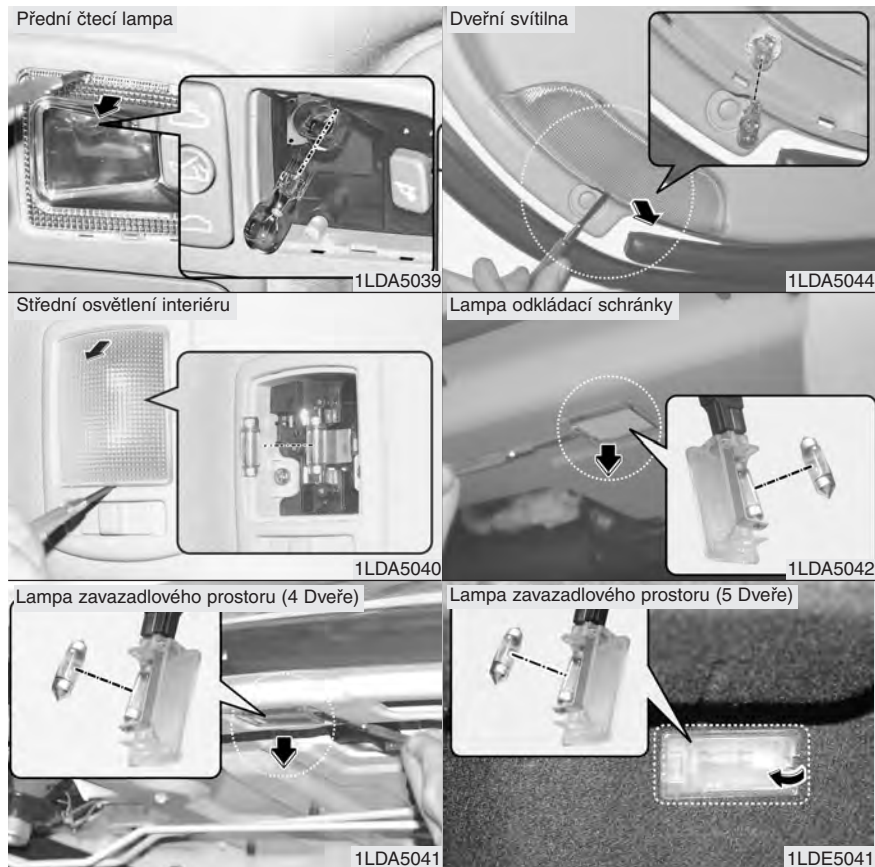 Přední čtecí lampa
1LDA5039
Dveřní svítilna
1LDA5044
Střední osvětlení interiéru
1LDA5040
Lampa odkládací schránky
1LDA5042
Lampa zavazadlového prostoru (4 Dveře)
1LDA5041
Lampa zavazadlového prostoru (5 Dveře)
1LDE5041